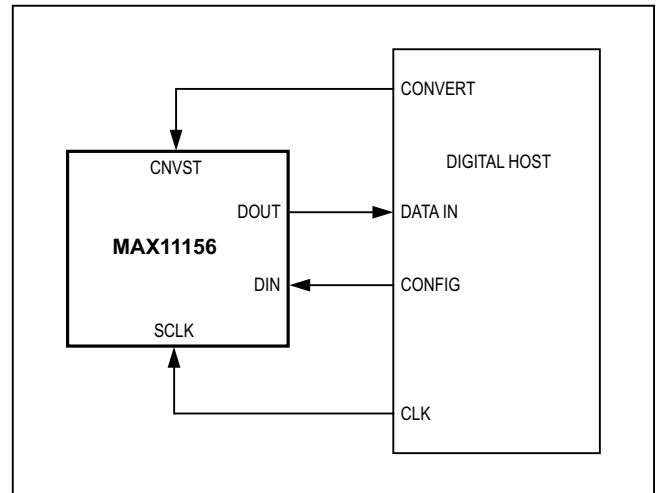 CONVERT
CNVST
DIGITAL HOST
DOUT
DATA IN
MAX11156
DIN
CONFIG
SCLK
CLK